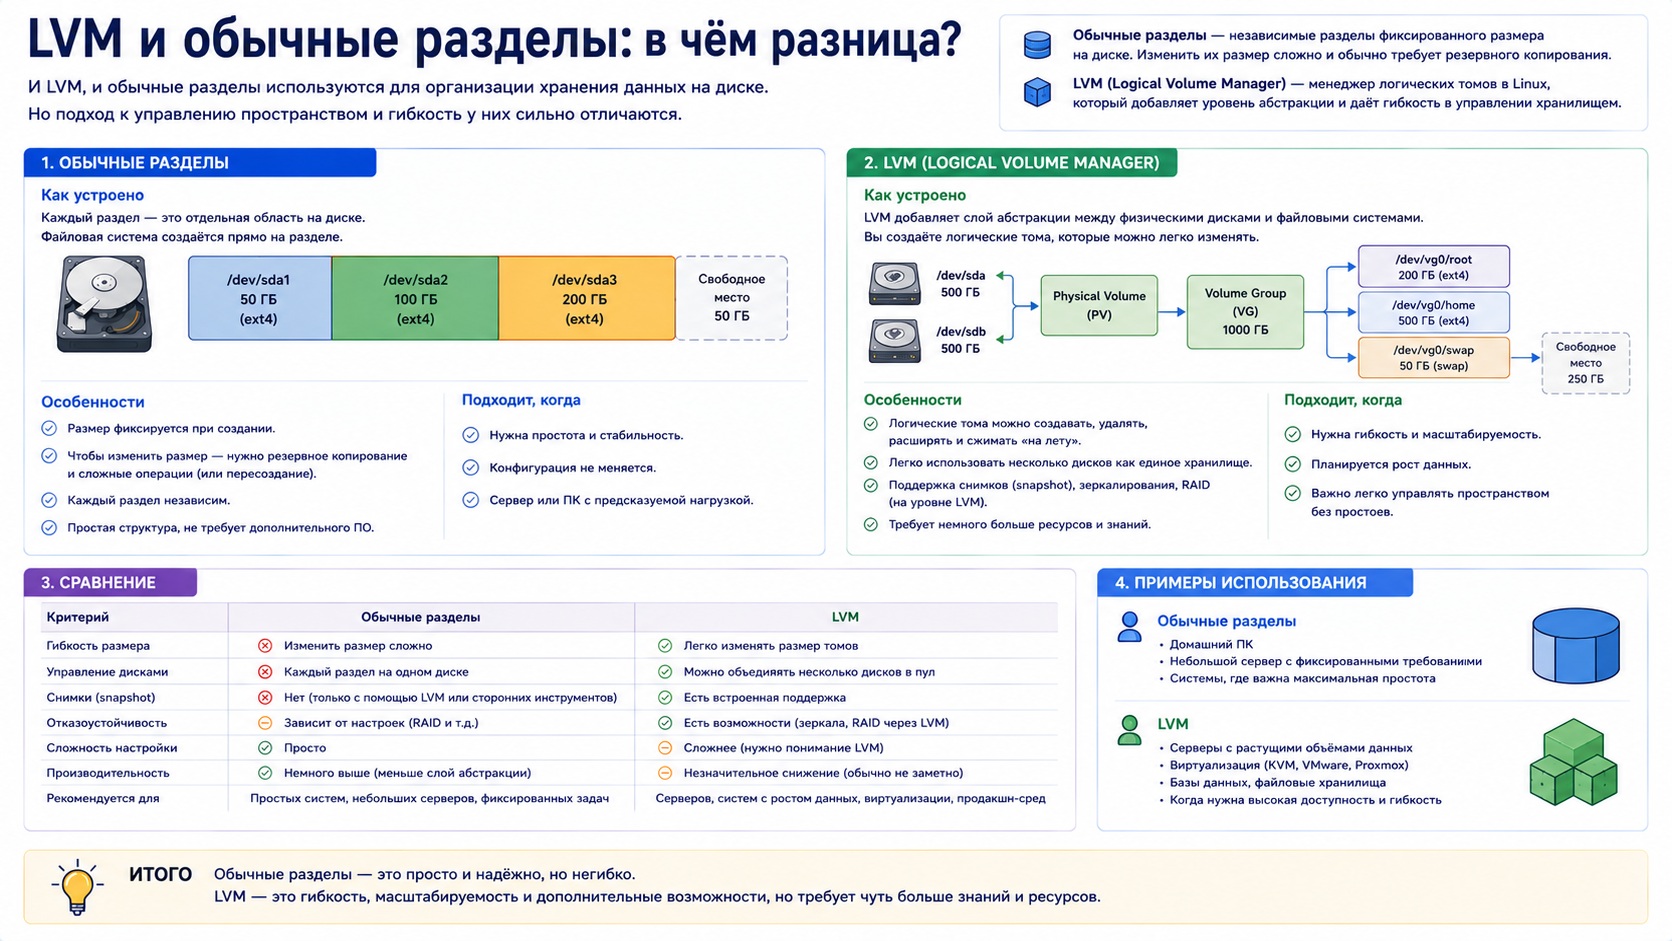 LVM и обычные разделы: в чём разница?
И LVM, и обычные разделы используются для организации хранения данных на диске.
Но подход к управлению пространством и гибкость у них сильно отличаются.
Обычные разделы — независимые разделы фиксированного размера
на диске. Изменить их размер сложно и обычно требует резервного копирования.
LVM (Logical Volume Manager) — менеджер логических томов в Linux,
который добавляет уровень абстракции и даёт гибкость в управлении хранилищем.
1. ОБЫЧНЫЕ РАЗДЕЛЫ
Как устроено
Каждый раздел — это отдельная область на диске.
Файловая система создаётся прямо на разделе.
/dev/sda1
50 ГБ
(ext4)
/dev/sda2
100 ГБ
(ext4)
/dev/sda3
200 ГБ
(ext4)
Свободное
место
50 ГБ
Особенности
Размер фиксируется при создании.
Чтобы изменить размер — нужно резервное копирование
и сложные операции (или пересоздание).
Каждый раздел независим.
Простая структура, не требует дополнительного ПО.
Подходит, когда
Нужна простота и стабильность.
Конфигурация не меняется.
Сервер или ПК с предсказуемой нагрузкой.
2. LVM (LOGICAL VOLUME MANAGER)
Как устроено
LVM добавляет слой абстракции между физическими дисками и файловыми системами.
Вы создаёте логические тома, которые можно легко изменять.
/dev/sda
500 ГБ
/dev/sdb
500 ГБ
Physical Volume
(PV)
Volume Group
(VG)
1000 ГБ
/dev/vg0/root
200 ГБ (ext4)
/dev/vg0/home
500 ГБ (ext4)
/dev/vg0/swap
50 ГБ (swap)
Свободное
место
250 ГБ
Особенности
Логические тома можно создавать, удалять,
расширять и сжимать «на лету».
Легко использовать несколько дисков как единое хранилище.
Поддержка снимков (snapshot), зеркалирования, RAID
(на уровне LVM).
Требует немного больше ресурсов и знаний.
Подходит, когда
Нужна гибкость и масштабируемость.
Планируется рост данных.
Важно легко управлять пространством
без простоев.
3. СРАВНЕНИЕ
Критерий Обычные разделы LVM
Гибкость размера Изменить размер сложно Легко изменять размер томов
Управление дисками Каждый раздел на одном диске Можно объедиять несколько дисков в пул
Снимки (snapshot) Нет (только с помощью LVM или сторонних инструментов) Есть встроенная поддержка
Отказоустойчивость Зависит от настроек (RAID и т.д.) Есть возможности (зеркала, RAID через LVM)
Сложность настройки Просто Сложнее (нужно понимание LVM)
Производительность Немного выше (меньше слой абстракции) Незначительное снижение (обычно не заметно)
Рекомендуется для Простых систем, небольших серверов, фиксированных задач Серверов, систем с ростом данных, виртуализации, продакшн-сред
4. ПРИМЕРЫ ИСПОЛЬЗОВАНИЯ
Обычные разделы
• Домашний ПК
• Небольшой сервер с фиксированными требованиями
• Системы, где важна максимальная простота
LVM
• Серверы с растущими объёмами данных
• Виртуализация (KVM, VMware, Proxmox)
• Базы данных, файловые хранилища
• Когда нужна высокая доступность и гибкость
ИТОГО
Обычные разделы — это просто и надёжно, но негибко.
LVM — это гибкость, масштабируемость и дополнительные возможности, но требует чуть больше знаний и ресурсов.